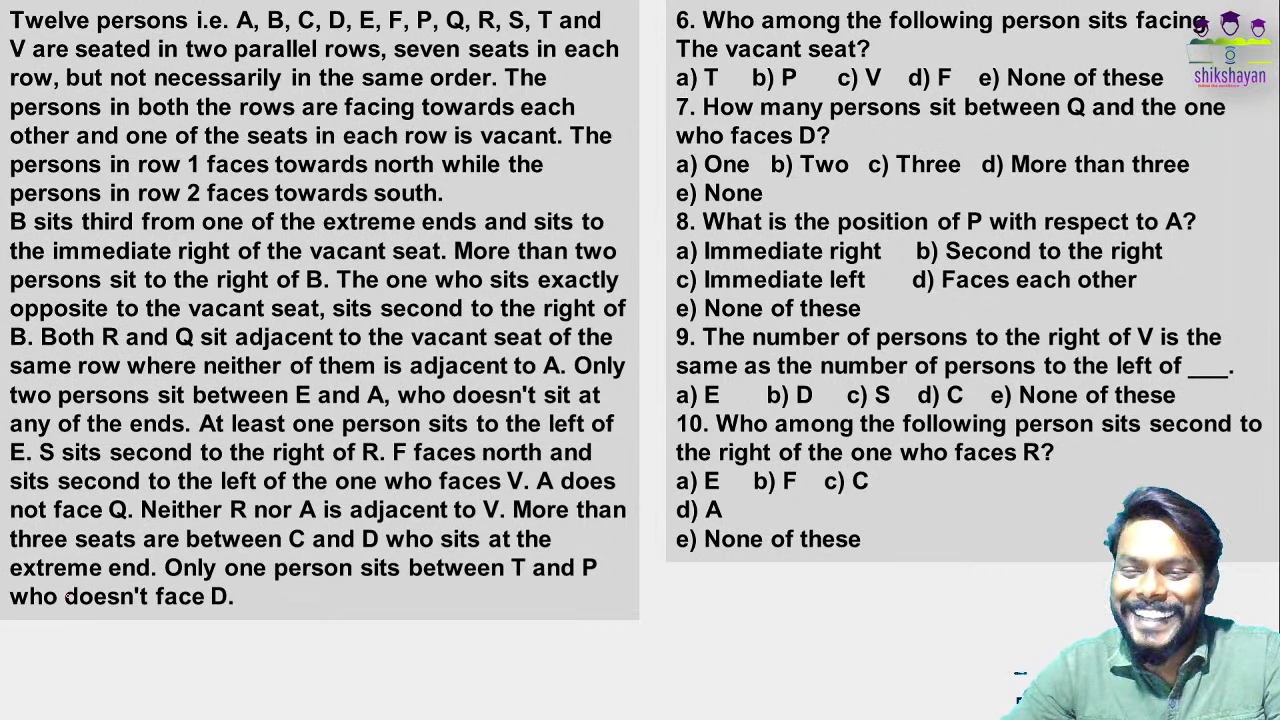 Twelve persons i.e. A, B, C, D, E, F, P, Q, R, S, T and
V are seated in two parallel rows, seven seats in each
row, but not necessarily in the same order. The
persons in both the rows are facing towards each
other and one of the seats in each row is vacant. The
persons in row 1 faces towards north while the
persons in row 2 faces towards south.
B sits third from one of the extreme ends and sits to
the immediate right of the vacant seat. More than two
persons sit to the right of B. The one who sits exactly
opposite to the vacant seat, sits second to the right of
B. Both R and Q sit adjacent to the vacant seat of the
same row where neither of them is adjacent to A. Only
two persons sit between E and A, who doesn't sit at
any of the ends. At least one person sits to the left of
E. S sits second to the right of R. F faces north and
sits second to the left of the one who faces V. A does
not face Q. Neither R nor A is adjacent to V. More than
three seats are between C and D who sits at the
extreme end. Only one person sits between T and P
who doesn't face D.
6. Who among the following person sits facing
The vacant seat?
a) T b) P c) V d) F e) None of these
7. How many persons sit between Q and the one
who faces D?
a) One b) Two c) Three d) More than three
e) None
8. What is the position of P with respect to A?
a) Immediate right b) Second to the right
c) Immediate left d) Faces each other
e) None of these
9. The number of persons to the right of V is the
same as the number of persons to the left of ___.
a) E b) D c) S d) C e) None of these
10. Who among the following person sits second to
the right of the one who faces R?
a) E b) F c) C
d) A
e) None of these
shikshayan